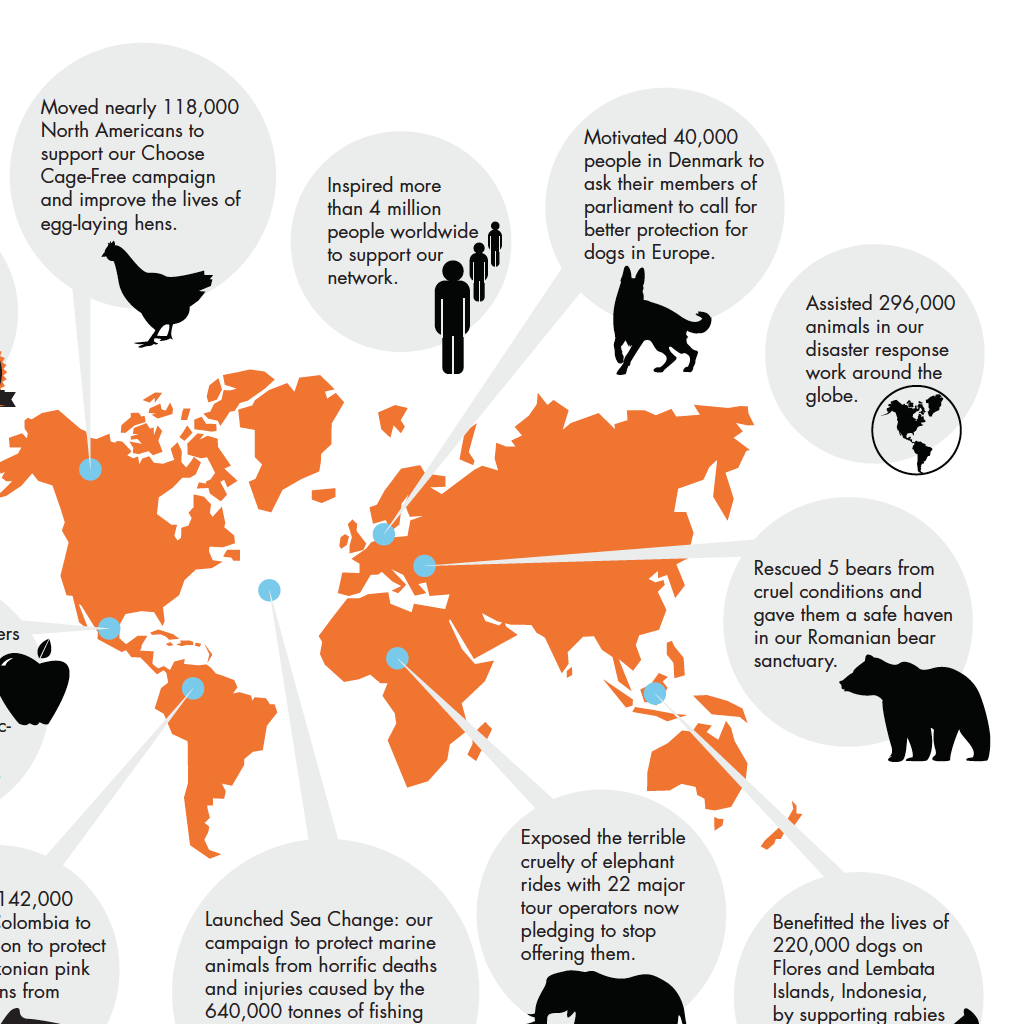 Moved nearly 118,000
North Americans to
support our Choose
Cage-Free campaign
and improve the lives of
egg-laying hens.
Inspired more
than 4 million
people worldwide
to support our
network.
Motivated 40,000
people in Denmark to
ask their members of
parliament to call for
better protection for
dogs in Europe.
Assisted 296,000
animals in our
disaster response
work around the
globe.
Rescued 5 bears from
cruel conditions and
gave them a safe haven
in our Romanian bear
sanctuary.
ers
c-
142,000
Colombia to
on to protect
zonian pink
ns from
Launched Sea Change: our
campaign to protect marine
animals from horrific deaths
and injuries caused by the
640,000 tonnes of fishing
Exposed the terrible
cruelty of elephant
rides with 22 major
tour operators now
pledging to stop
offering them.
Benefitted the lives of
220,000 dogs on
Flores and Lembata
Islands, Indonesia,
by supporting rabies